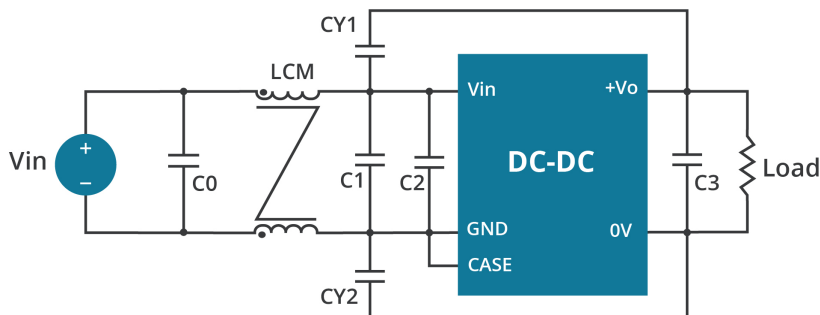 CY1
LCM
Vin
+Vo
+
Vin
−
C0
C1
C2
DC-DC
C3
Load
GND
0V
CASE
CY2